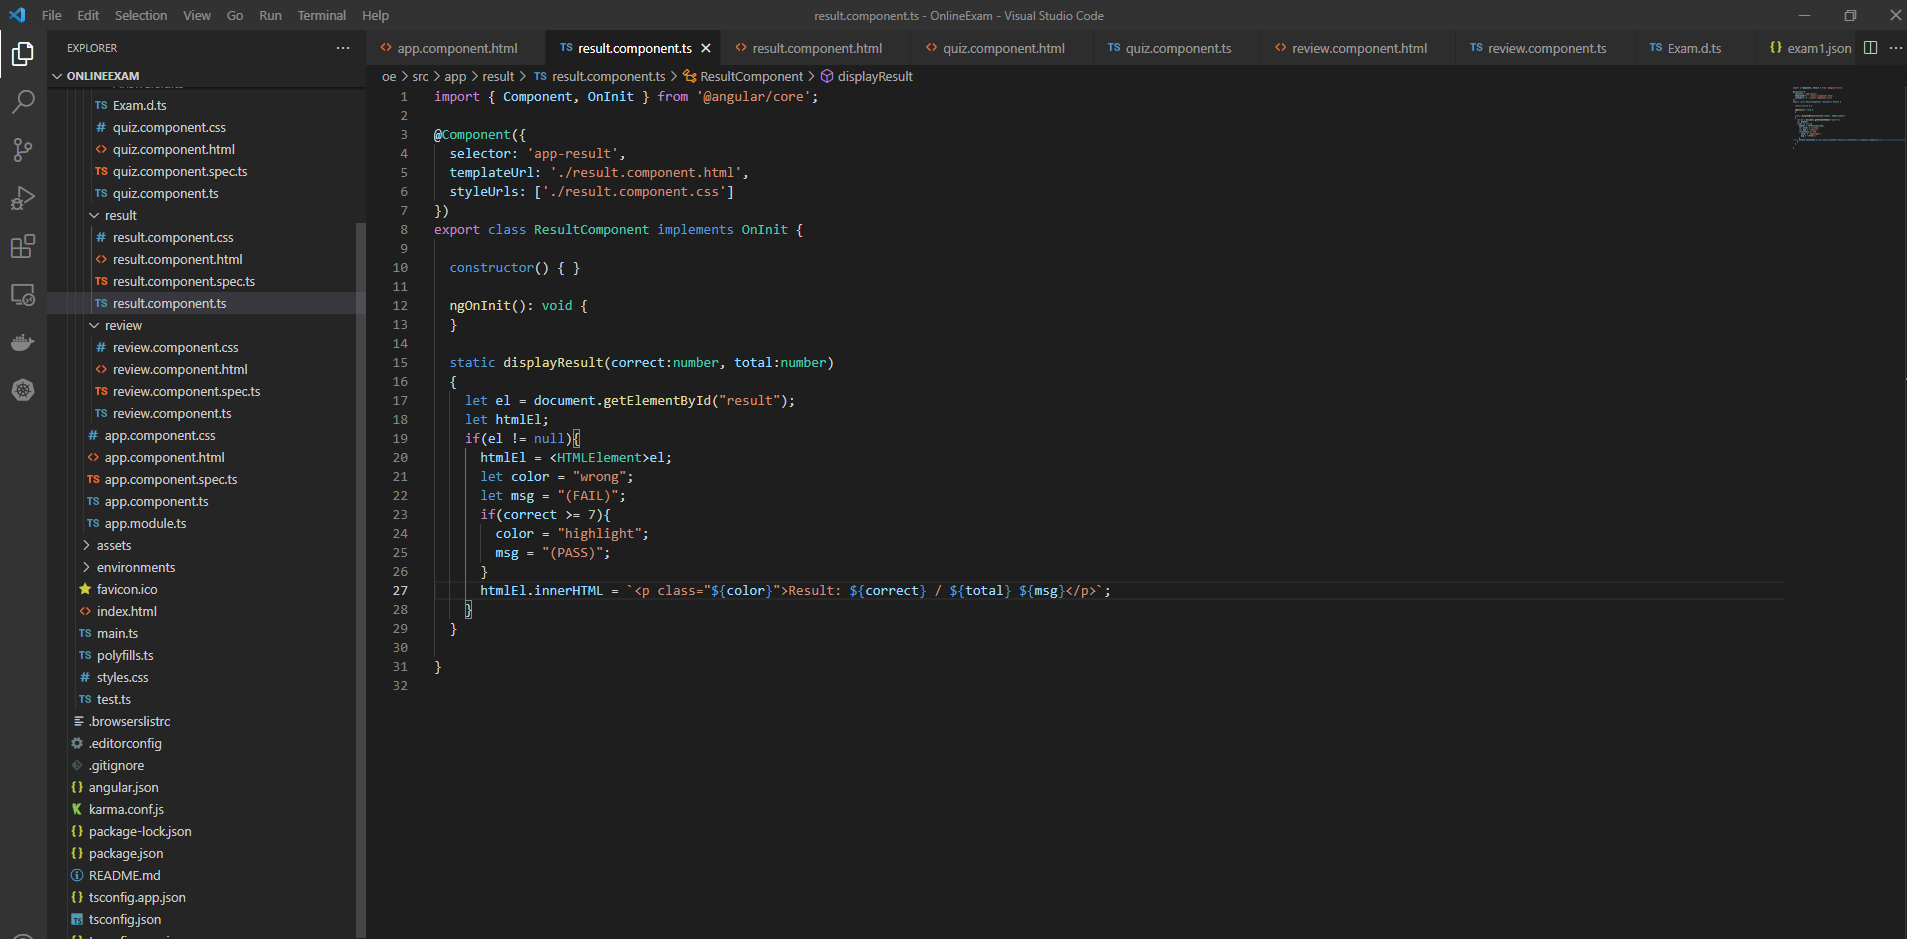 File Edit Selection View Go Run Terminal Help
result.component.ts - OnlineExam - Visual Studio Code
EXPLORER
ONLINEEXAM
TS Exam.d.ts
# quiz.component.css
<> quiz.component.html
TS quiz.component.spec.ts
TS quiz.component.ts
result
# result.component.css
<> result.component.html
TS result.component.spec.ts
TS result.component.ts
review
# review.component.css
<> review.component.html
TS review.component.spec.ts
TS review.component.ts
# app.component.css
<> app.component.html
TS app.component.spec.ts
TS app.component.ts
TS app.module.ts
assets
environments
favicon.ico
<> index.html
TS main.ts
TS polyfills.ts
# styles.css
TS test.ts
.browserslistrc
.editorconfig
.gitignore
{} angular.json
karma.conf.js
{} package-lock.json
{} package.json
README.md
{} tsconfig.app.json
TS tsconfig.json
<> app.component.html TS result.component.ts <> result.component.html <> quiz.component.html TS quiz.component.ts <> review.component.html TS review.component.ts TS Exam.d.ts {} exam1.json
oe > src > app > result > TS result.component.ts > ResultComponent > displayResult
1 import { Component, OnInit } from '@angular/core';
2
3 @Component({
4 selector: 'app-result',
5 templateUrl: './result.component.html',
6 styleUrls: ['./result.component.css']
7 })
8 export class ResultComponent implements OnInit {
9
10 constructor() { }
11
12 ngOnInit(): void {
13 }
14
15 static displayResult(correct:number, total:number)
16 {
17 let el = document.getElementById("result");
18 let htmlEl;
19 if(el != null){
20 htmlEl = <HTMLElement>el;
21 let color = "wrong";
22 let msg = "(FAIL)";
23 if(correct >= 7){
24 color = "highlight";
25 msg = "(PASS)";
26 }
27 htmlEl.innerHTML = `<p class="${color}">Result: ${correct} / ${total} ${msg}</p>`;
28 }
29 }
30
31 }
32